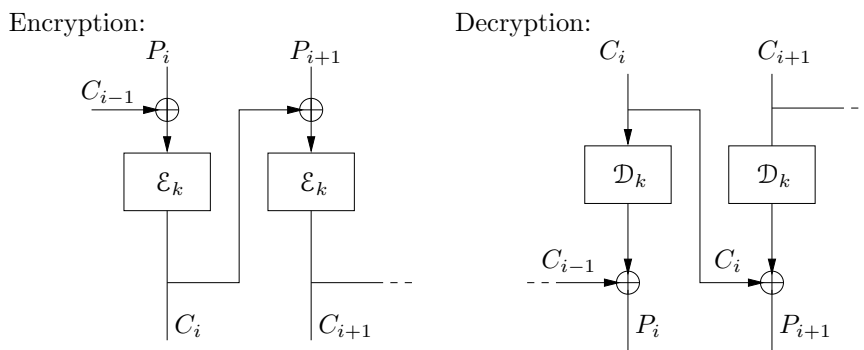 Encryption:
P_i
P_{i+1}
C_{i-1}
ℰ_k
ℰ_k
C_i
C_{i+1}
Decryption:
C_i
C_{i+1}
𝒟_k
𝒟_k
C_{i-1}
C_i
P_i
P_{i+1}